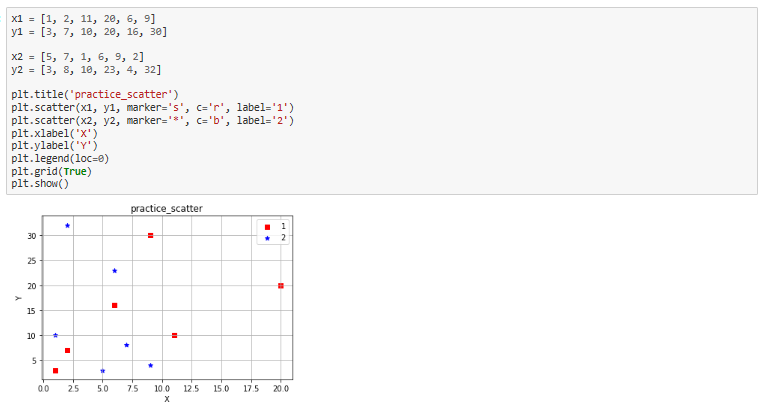 x1 = [1, 2, 11, 20, 6, 9]
y1 = [3, 7, 10, 20, 16, 30]
x2 = [5, 7, 1, 6, 9, 2]
y2 = [3, 8, 10, 23, 4, 32]
plt.title('practice_scatter')
plt.scatter(x1, y1, marker='s', c='r', label='1')
plt.scatter(x2, y2, marker='*', c='b', label='2')
plt.xlabel('X')
plt.ylabel('Y')
plt.legend(loc=0)
plt.grid(True)
plt.show()
practice_scatter
1
2
30
25
20
15
10
5
Y
0.0 2.5 5.0 7.5 10.0 12.5 15.0 17.5 20.0
X